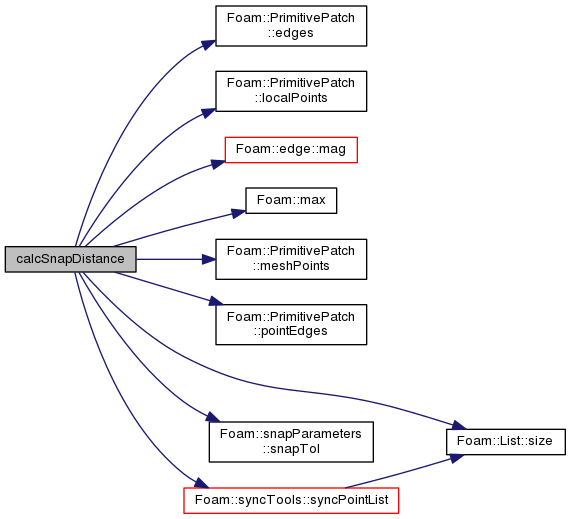 Foam::PrimitivePatch
::edges
Foam::PrimitivePatch
::localPoints
Foam::edge::mag
Foam::max
calcSnapDistance
Foam::PrimitivePatch
::meshPoints
Foam::PrimitivePatch
::pointEdges
Foam::snapParameters
::snapTol
Foam::List::size
Foam::syncTools::syncPointList